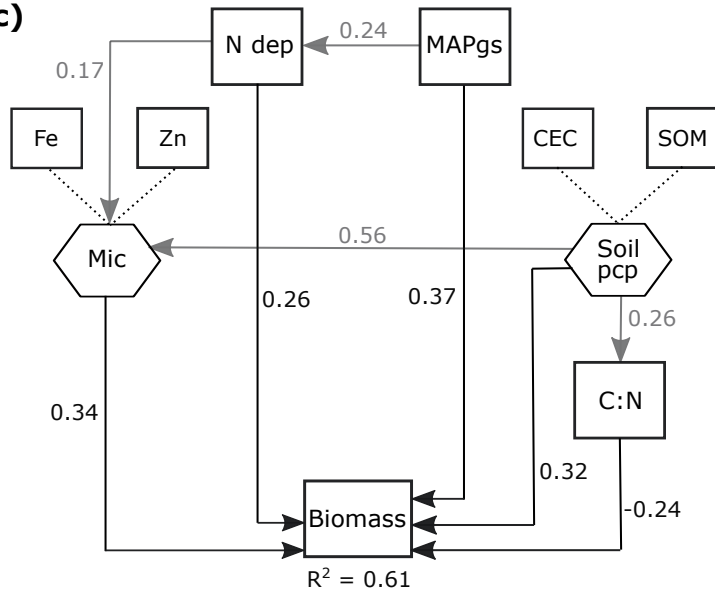 c)
N dep
0.24
MAPgs
0.17
Fe
Zn
CEC
SOM
Mic
0.56
Soil
pcp
0.26
0.37
0.26
C:N
0.34
0.32
-0.24
Biomass
R² = 0.61